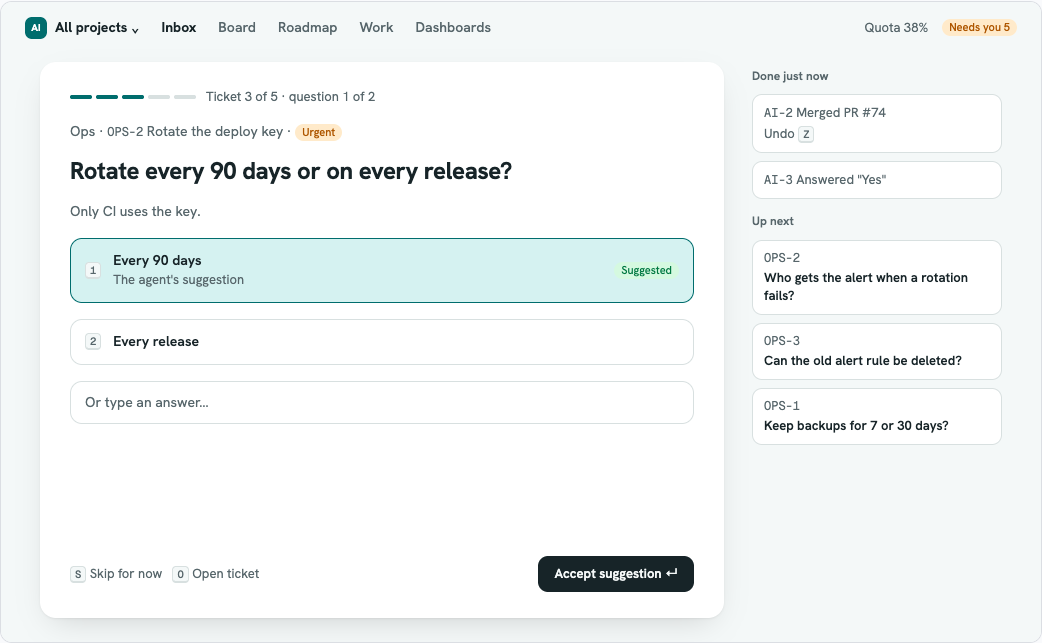 AI All projects Inbox Board Roadmap Work Dashboards Quota 38% Needs you 5
Ticket 3 of 5 · question 1 of 2
Ops · OPS-2 Rotate the deploy key · Urgent
Rotate every 90 days or on every release?
Only CI uses the key.
1 Every 90 days
The agent's suggestion
Suggested
2 Every release
Or type an answer...
S Skip for now O Open ticket
Accept suggestion ↵
Done just now
AI-2 Merged PR #74
Undo Z
AI-3 Answered "Yes"
Up next
OPS-2
Who gets the alert when a rotation
fails?
OPS-3
Can the old alert rule be deleted?
OPS-1
Keep backups for 7 or 30 days?